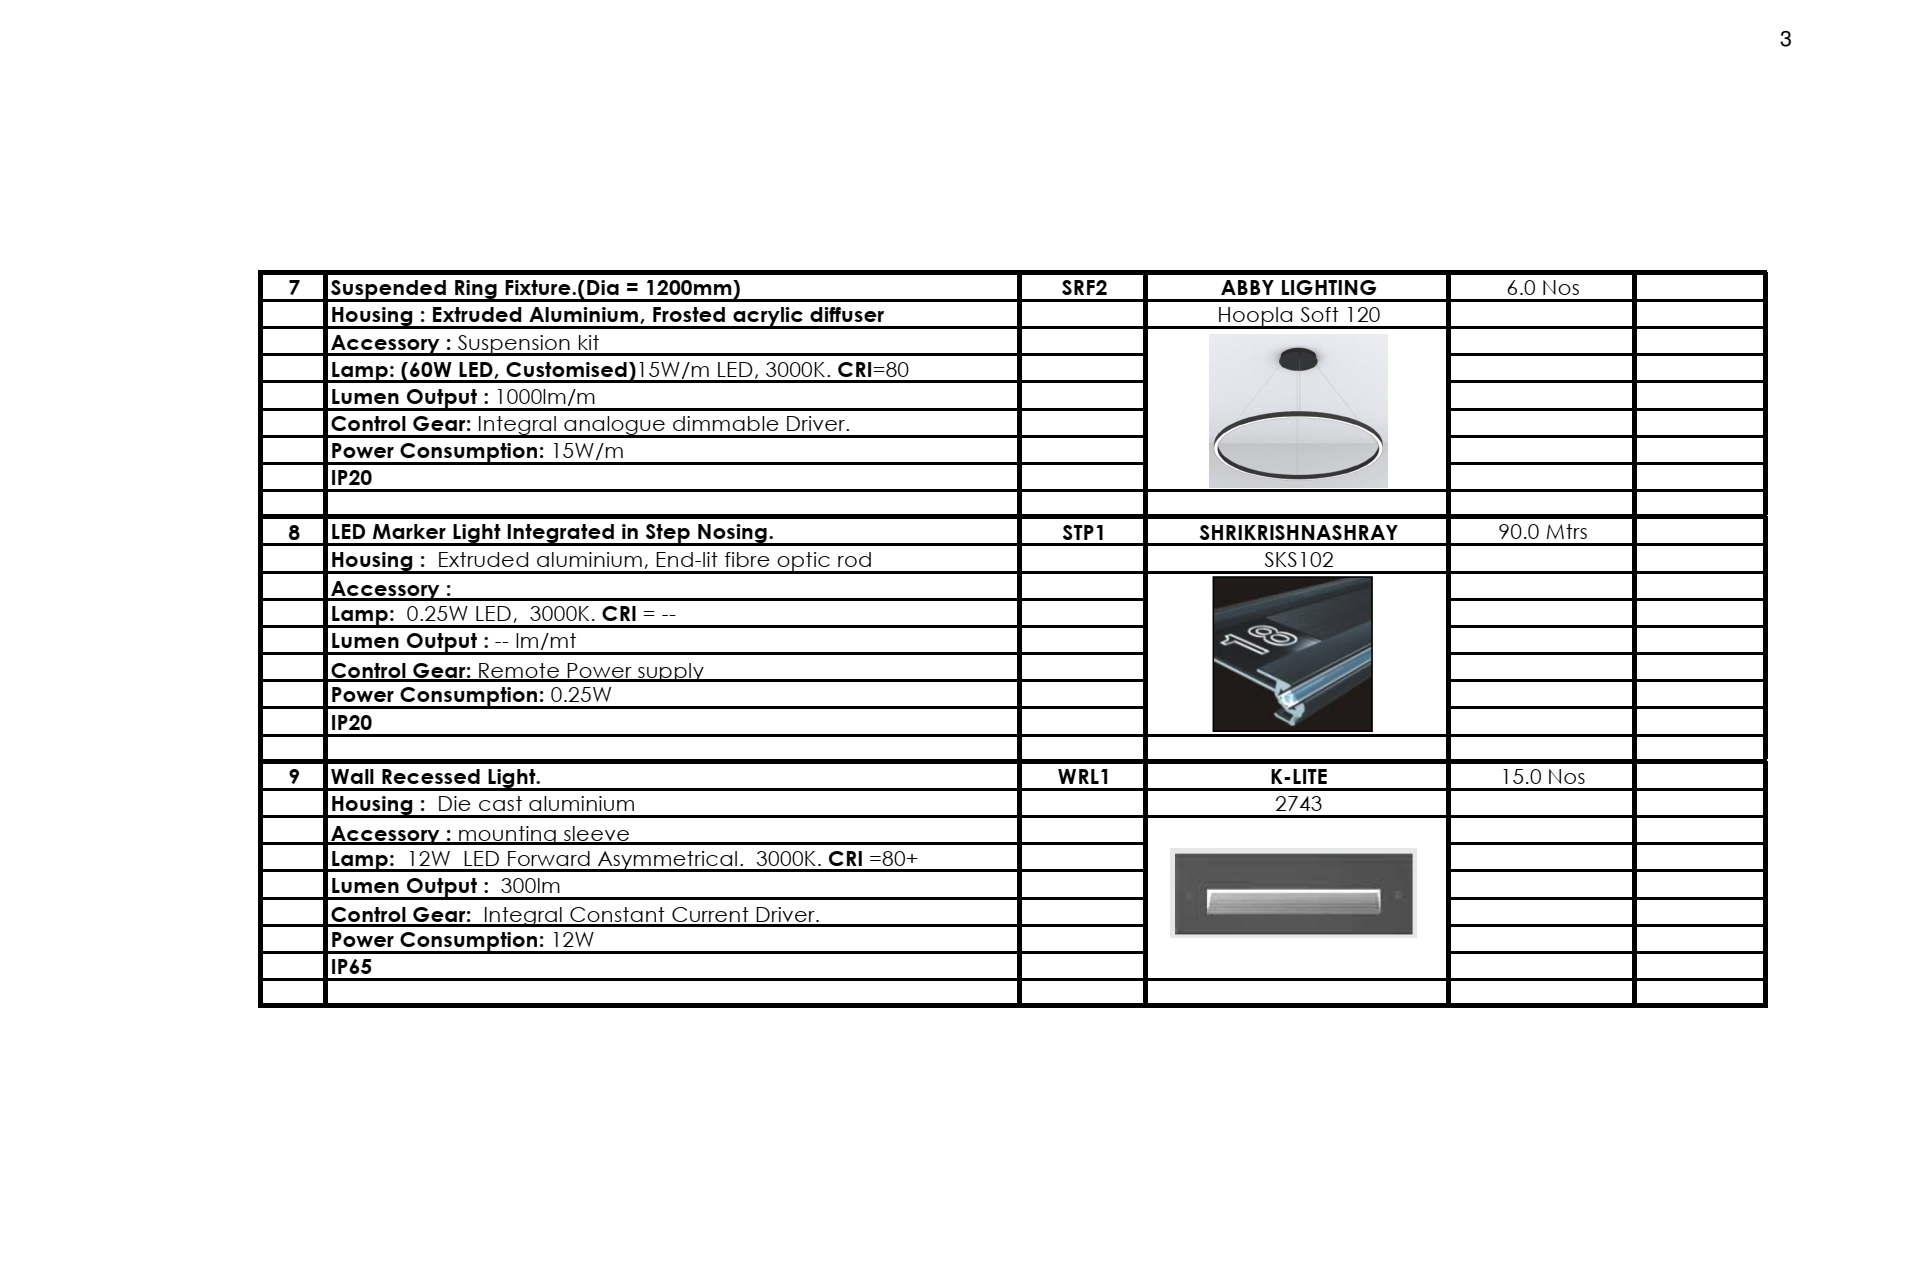 3
7 Suspended Ring Fixture.(Dia = 1200mm) SRF2 ABBY LIGHTING 6.0 Nos
Housing : Extruded Aluminium, Frosted acrylic diffuser Hoopla Soft 120
Accessory : Suspension kit
Lamp: (60W LED, Customised)15W/m LED, 3000K. CRI=80
Lumen Output : 1000lm/m
Control Gear: Integral analogue dimmable Driver.
Power Consumption: 15W/m
IP20
8 LED Marker Light Integrated in Step Nosing. STP1 SHRIKRISHNASHRAY 90.0 Mtrs
Housing : Extruded aluminium, End-lit fibre optic rod SKS102
Accessory :
Lamp: 0.25W LED, 3000K. CRI = --
18
Lumen Output : -- lm/mt
Control Gear: Remote Power supply
Power Consumption: 0.25W
IP20
9 Wall Recessed Light. WRL1 K-LITE 15.0 Nos
Housing : Die cast aluminium 2743
Accessory : mounting sleeve
Lamp: 12W LED Forward Asymmetrical. 3000K. CRI =80+
Lumen Output : 300lm
Control Gear: Integral Constant Current Driver.
Power Consumption: 12W
IP65